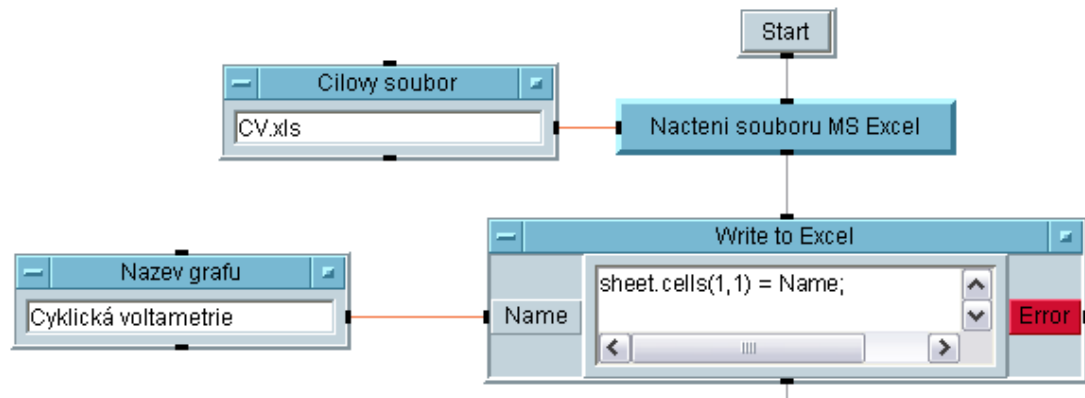 Start
Cilovy soubor
CV.xls
Nacteni souboru MS Excel
Write to Excel
Nazev grafu
Cyklická voltametrie
Name
sheet.cells(1,1) = Name;
Error